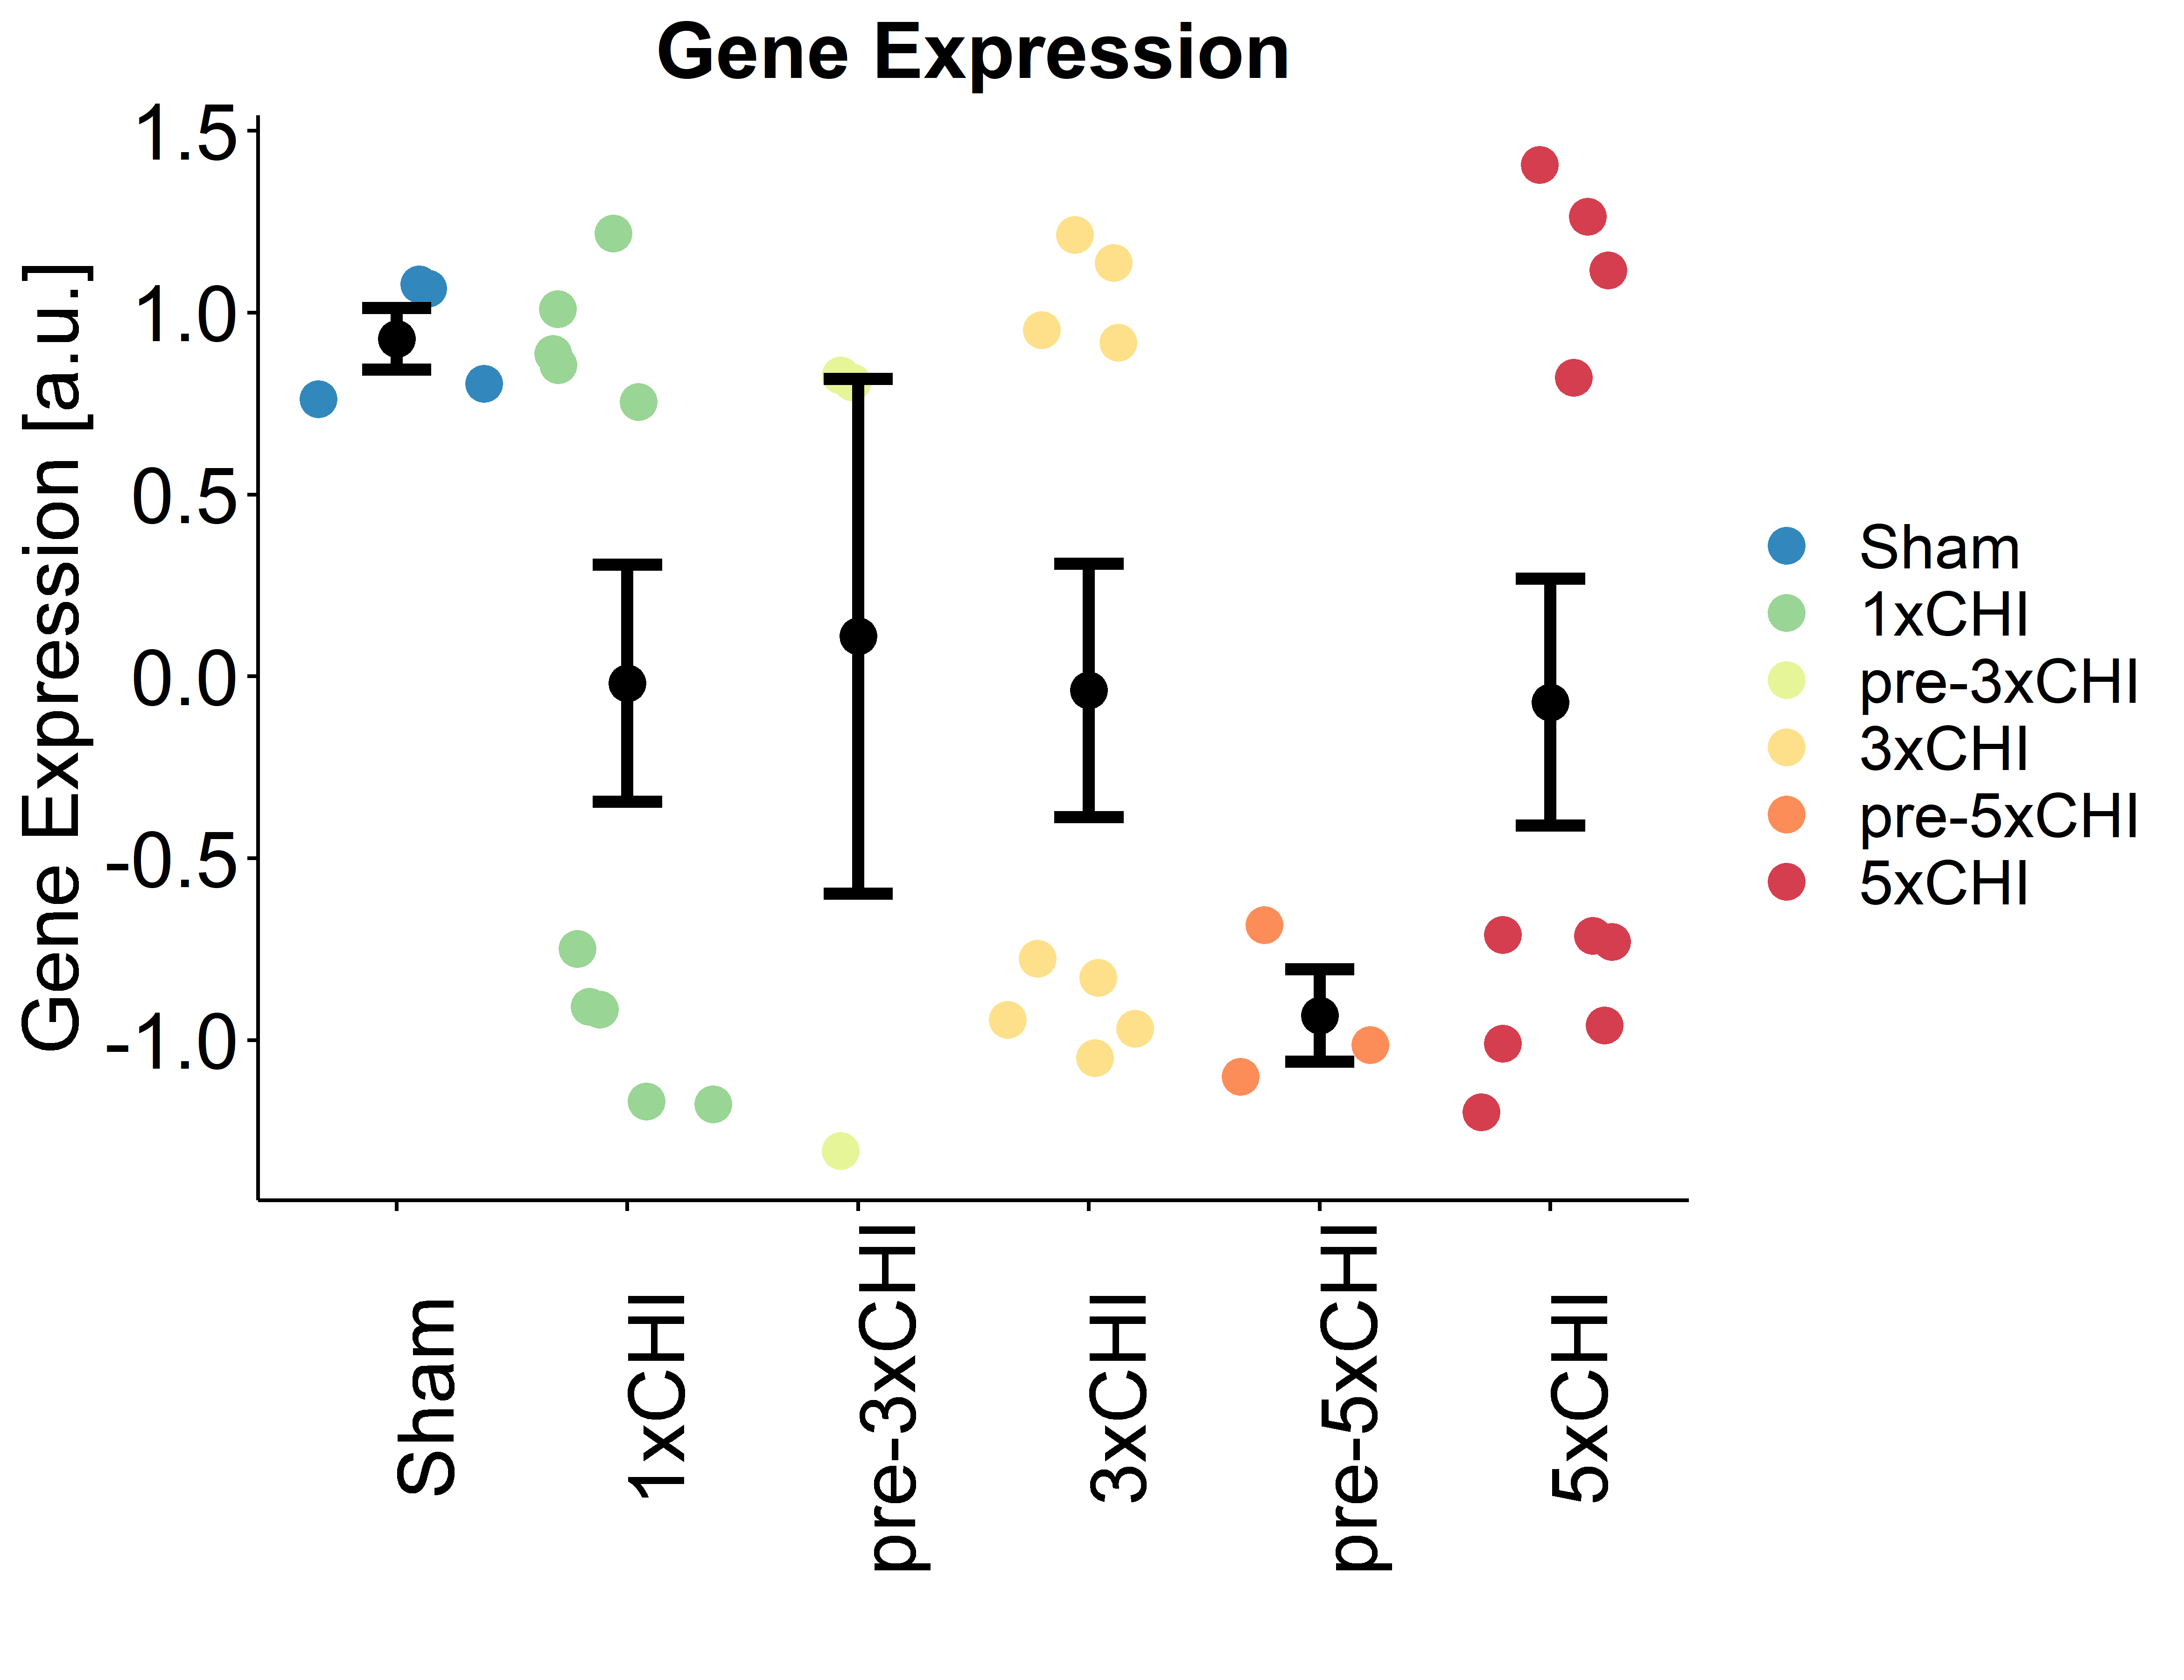 Gene Expression
Gene Expression [a.u.]
1.5
1.0
0.5
0.0
-0.5
-1.0
Sham
1xCHI
pre-3xCHI
3xCHI
pre-5xCHI
5xCHI
Sham
1xCHI
pre-3xCHI
3xCHI
pre-5xCHI
5xCHI